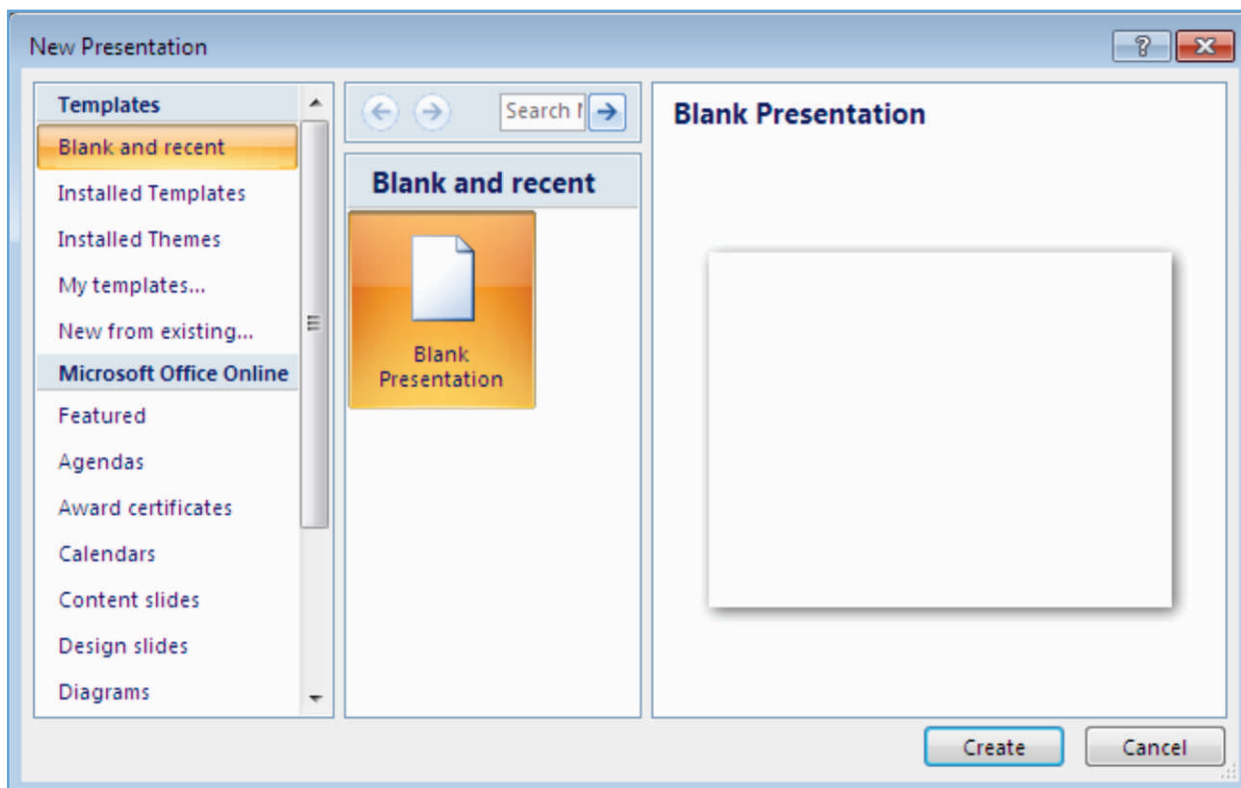 New Presentation
Templates
Blank and recent
Installed Templates
Installed Themes
My templates...
New from existing...
Microsoft Office Online
Featured
Agendas
Award certificates
Calendars
Content slides
Design slides
Diagrams
Search
Blank and recent
Blank
Presentation
Blank Presentation
Create
Cancel